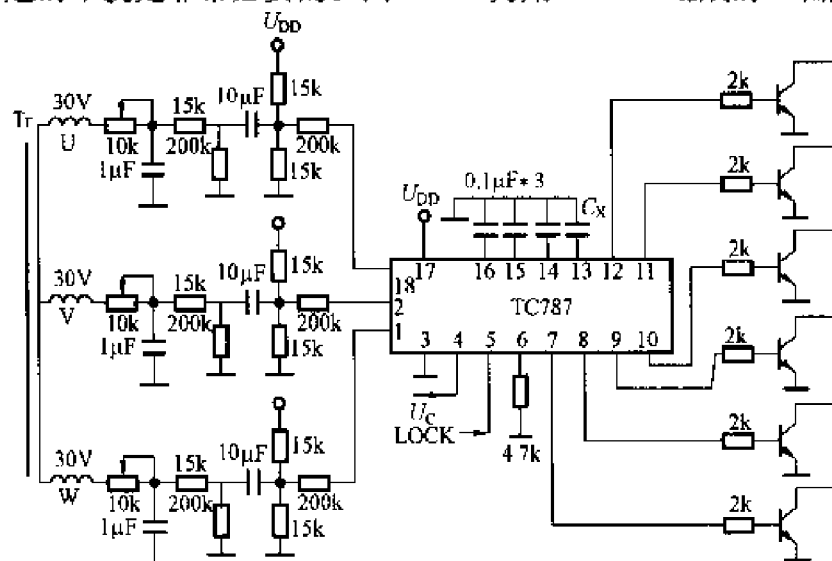 U_DD
15k
10μF
30V
15k
T_T
U
10k
200k
200k
1μF
15k
2k
2k
2k
2k
2k
2k
0.1μF*3
U_DD
C_X
17 16 15 14 13 12 11
18
2
1
TC787
3 4 5 6 7 8 9 10
U_C
LOCK
4.7k
30V
15k
10μF
15k
V
10k
200k
200k
1μF
15k
30V
15k
10μF
15k
W
10k
200k
200k
1μF
15k